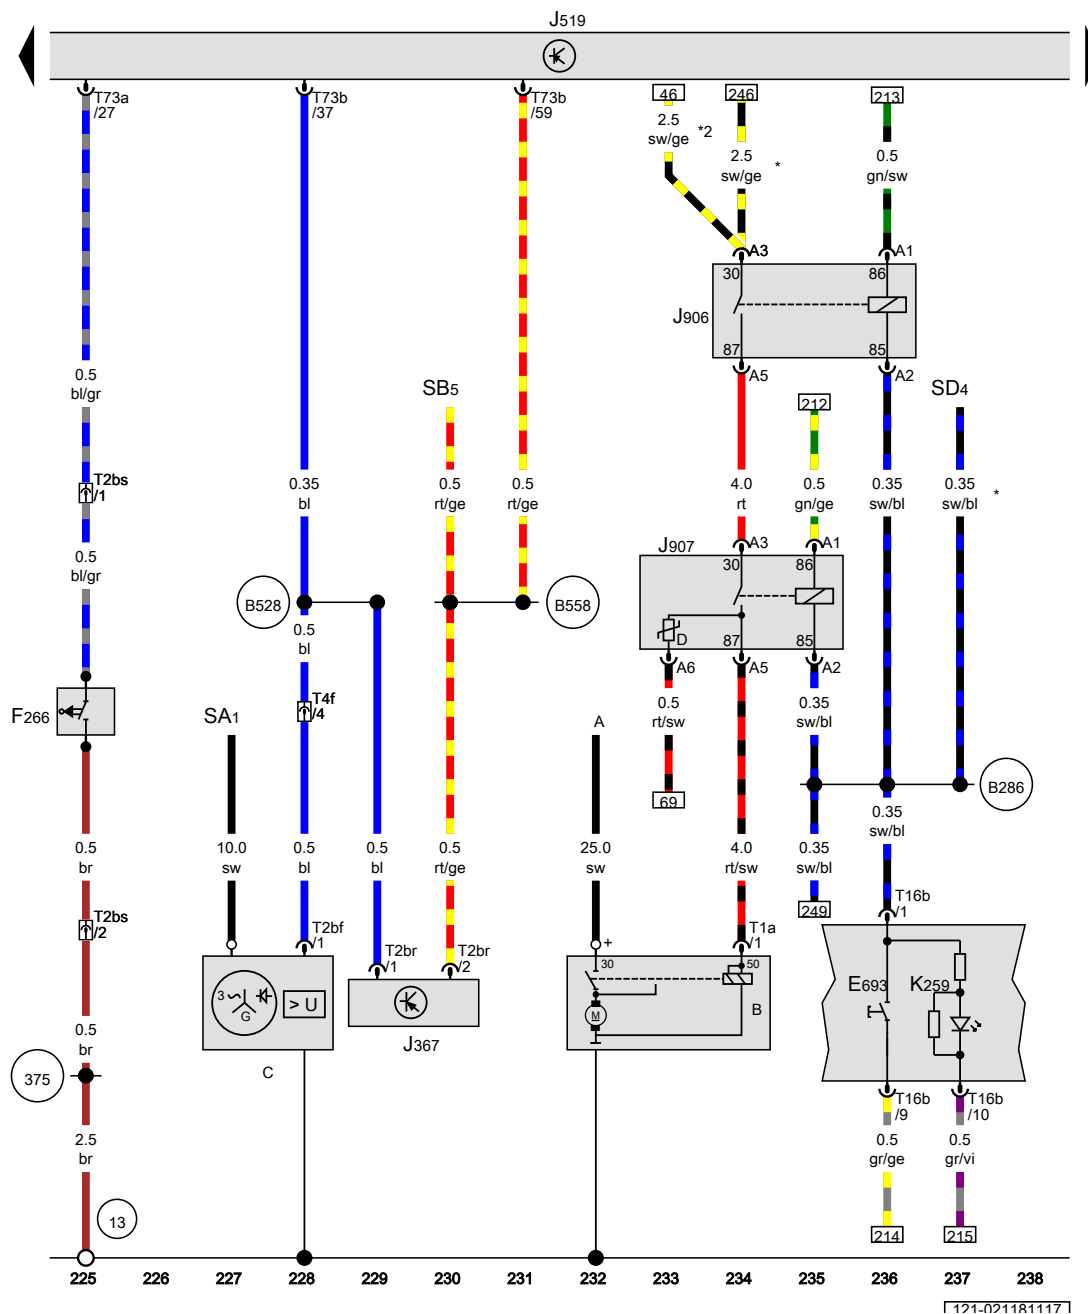 J519
T73a
/27
T73b
/37
T73b
/59
46
246
213
2.5
sw/ge
*2
2.5
sw/ge
*
0.5
gn/sw
A3
A1
30
86
J906
87
85
A5
A2
0.5
bl/gr
SB5
212
SD4
T2bs
/1
0.35
bl
0.5
rt/ge
0.5
rt/ge
4.0
rt
0.5
gn/ge
0.35
sw/bl
0.35
sw/bl
*
J907
A3
A1
30
86
0.5
bl/gr
B528
B558
0.5
bl
D
87
85
A6
A5
A2
F266
SA1
T4f
/4
A
0.5
rt/sw
0.35
sw/bl
B286
69
0.35
sw/bl
0.5
br
10.0
sw
0.5
bl
0.5
bl
0.5
rt/ge
25.0
sw
4.0
rt/sw
0.35
sw/bl
T16b
/1
249
T2bs
/2
T2bf
/1
T2br
/1
T2br
/2
+
T1a
/1
30
50
3
G
> U
M
B
E693
K259
0.5
br
C
J367
375
T16b
/9
T16b
/10
2.5
br
0.5
gr/ge
0.5
gr/vi
13
214
215
225 226 227 228 229 230 231 232 233 234 235 236 237 238
121-021181117